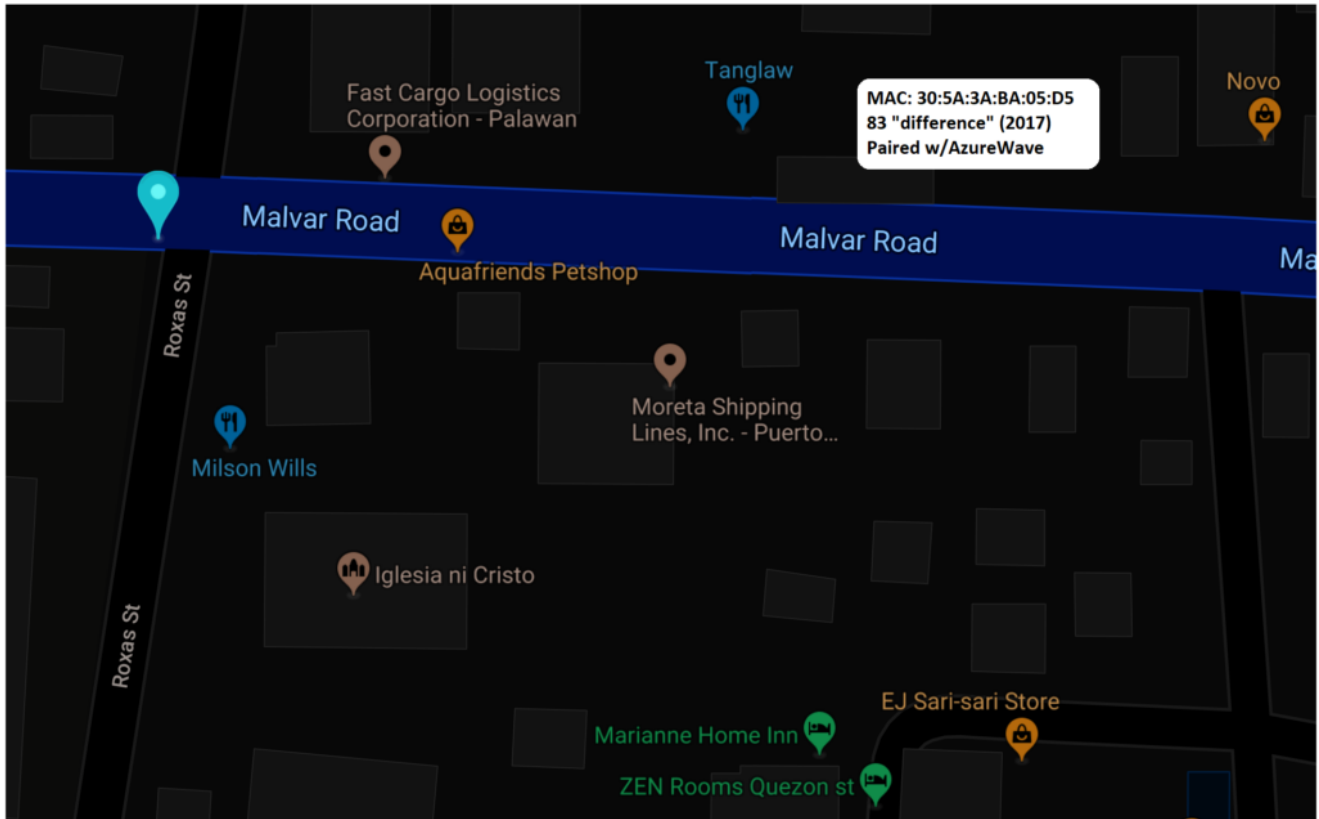 Tanglaw
Novo
Fast Cargo Logistics
Corporation - Palawan
MAC: 30:5A:3A:BA:05:D5
83 "difference" (2017)
Paired w/AzureWave
Malvar Road
Malvar Road
Ma
Aquafriends Petshop
Roxas St
Moreta Shipping
Lines, Inc. - Puerto...
Milson Wills
Iglesia ni Cristo
Roxas St
EJ Sari-sari Store
Marianne Home Inn
ZEN Rooms Quezon st